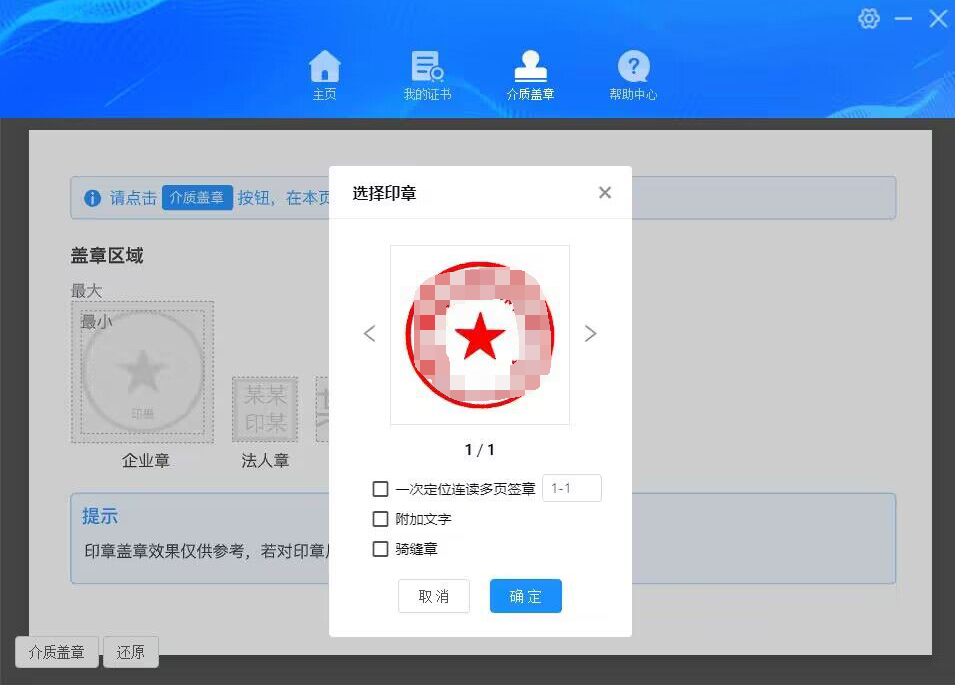 主页
我的证书
介质盖章
帮助中心
请点击 介质盖章 按钮，在本页
盖章区域
最大
最小
印患
某某
印某
企业章
法人章
提示
印章盖章效果仅供参考，若对印章
选择印章
1 / 1
一次定位连读多页签章 1-1
附加文字
骑缝章
取消
确定
介质盖章
还原